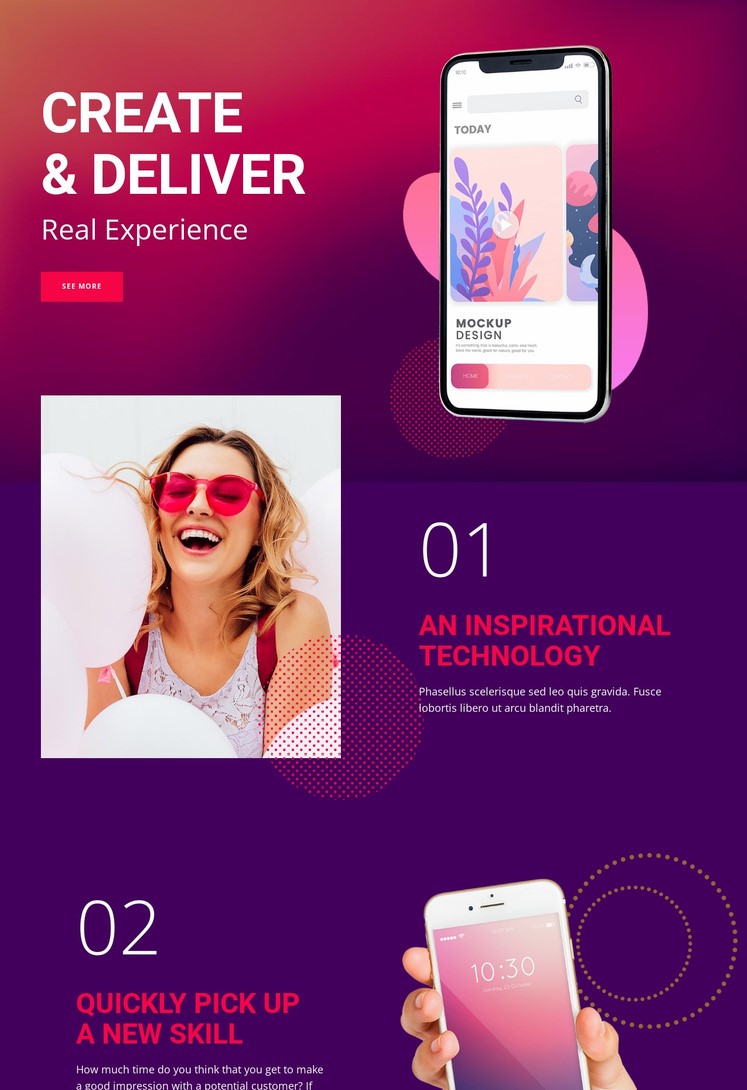 CREATE
& DELIVER
Real Experience
SEE MORE
10:10
TODAY
MOCKUP
DESIGN
HOME
01
AN INSPIRATIONAL
TECHNOLOGY
Phasellus scelerisque sed leo quis gravida. Fusce
lobortis libero ut arcu blandit pharetra.
02
QUICKLY PICK UP
A NEW SKILL
How much time do you think that you get to make
a good impression with a potential customer? If
10:30